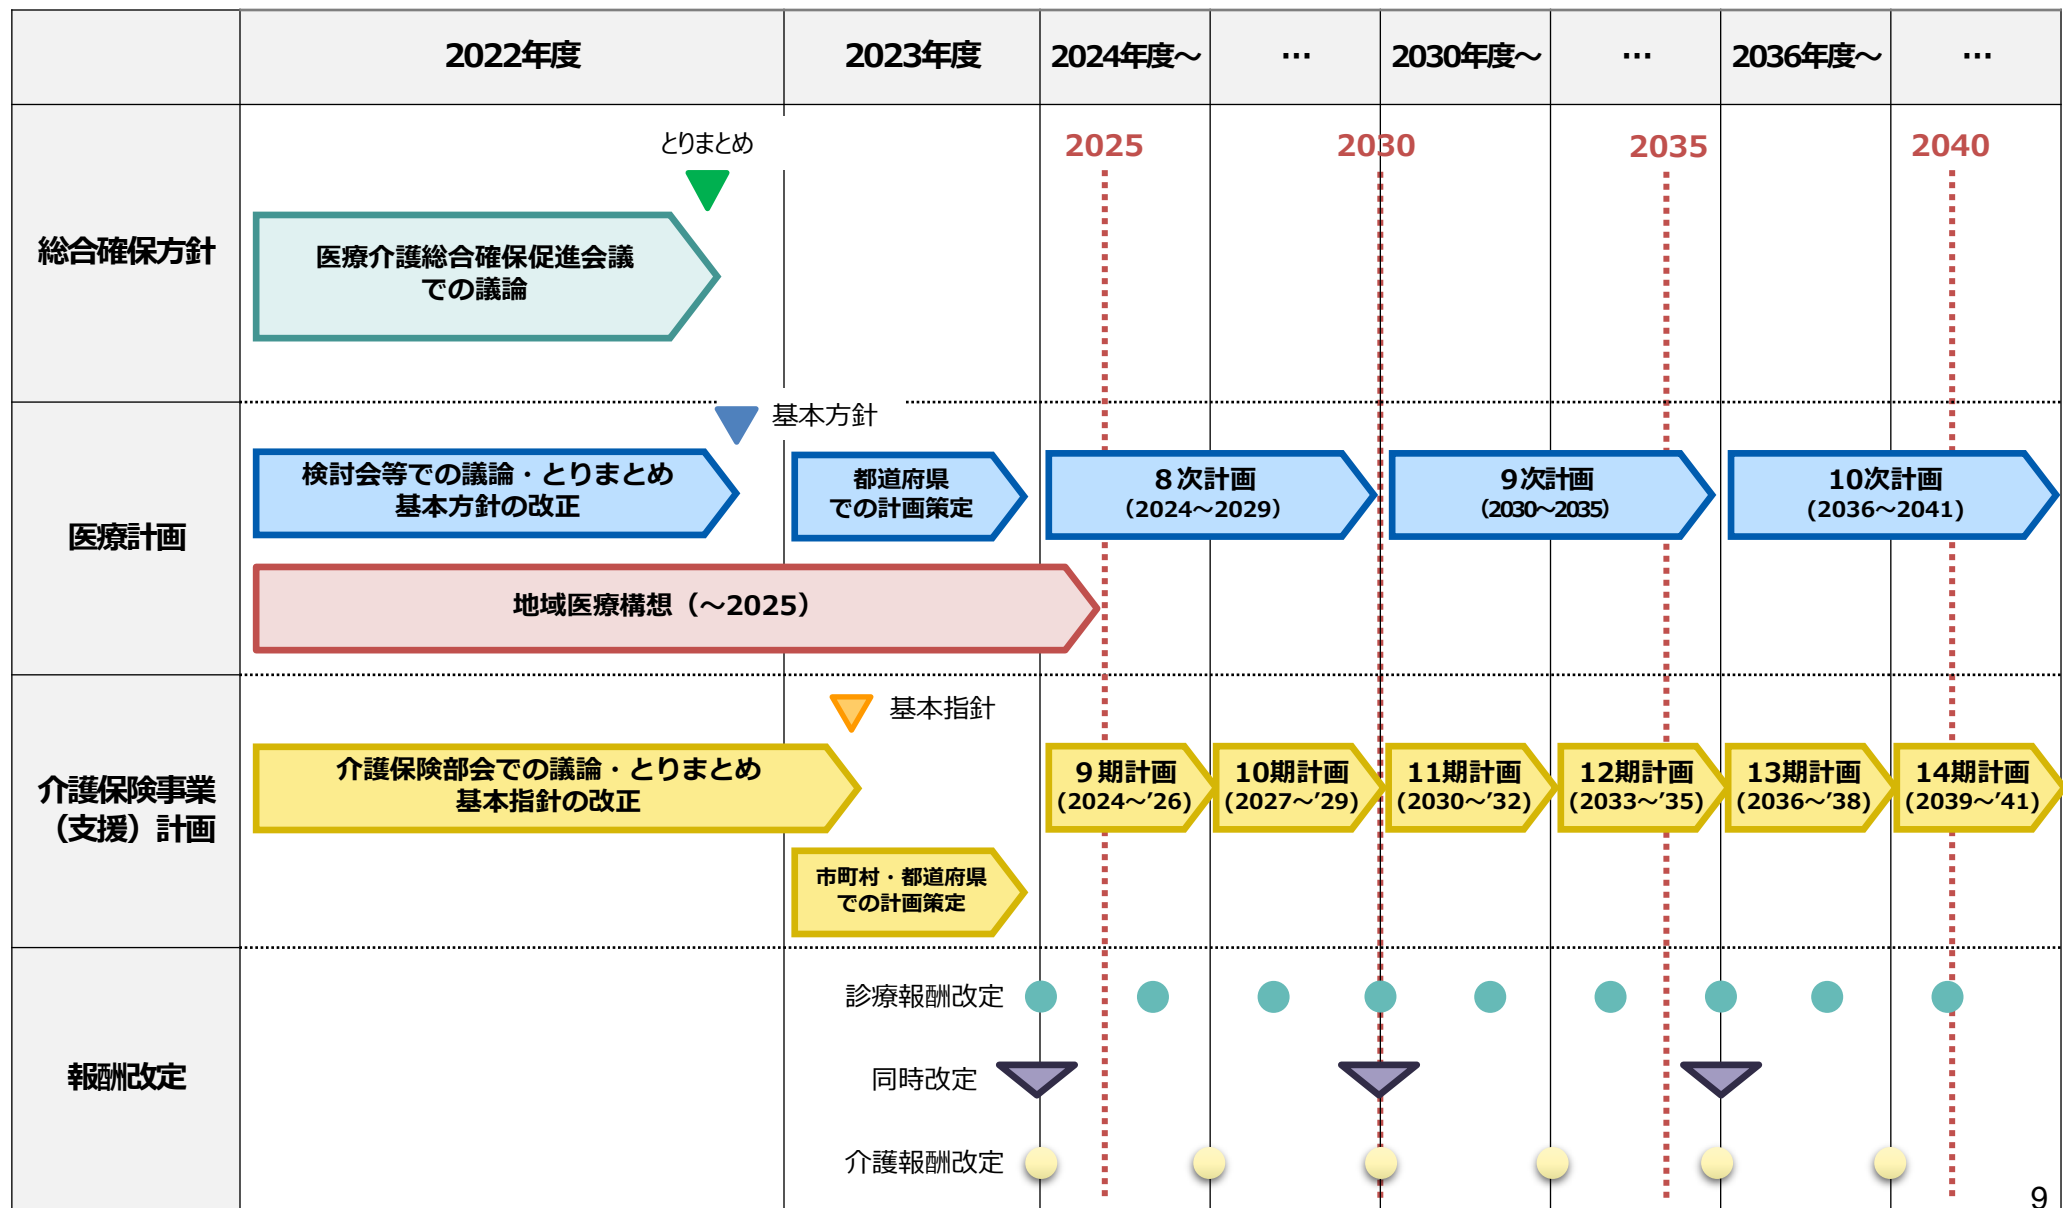 2022年度
2023年度
2024年度～
…
2030年度～
…
2036年度～
…
総合確保方針
とりまとめ
2025
2030
2035
2040
医療介護総合確保促進会議
での議論
医療計画
基本方針
検討会等での議論・とりまとめ
基本方針の改正
都道府県
での計画策定
８次計画
（2024～2029）
９次計画
（2030～2035）
10次計画
(2036～2041)
地域医療構想（～2025）
介護保険事業
（支援）計画
基本指針
介護保険部会での議論・とりまとめ
基本指針の改正
９期計画
(2024～’26)
10期計画
(2027～’29)
11期計画
(2030～’32)
12期計画
(2033～’35)
13期計画
(2036～’38)
14期計画
(2039～’41)
市町村・都道府県
での計画策定
報酬改定
診療報酬改定
同時改定
介護報酬改定
9